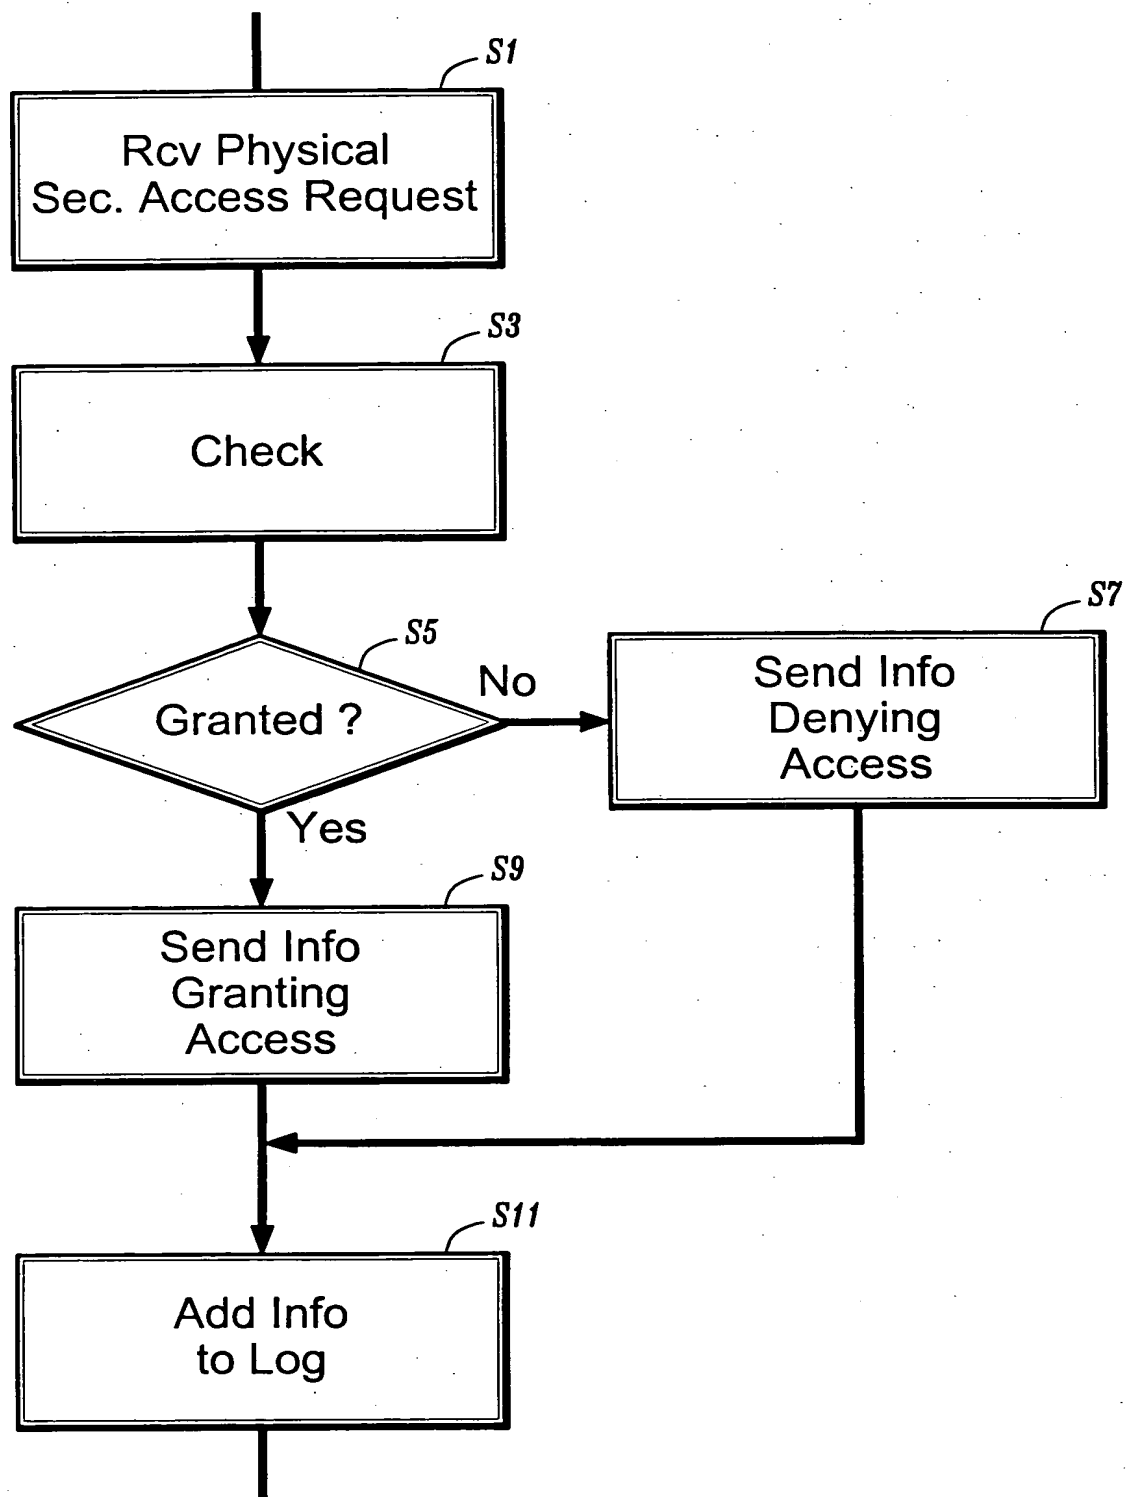 S1
Rcv Physical
Sec. Access Request
S3
Check
S5
Granted ?
No
S7
Send Info
Denying
Access
Yes
S9
Send Info
Granting
Access
S11
Add Info
to Log